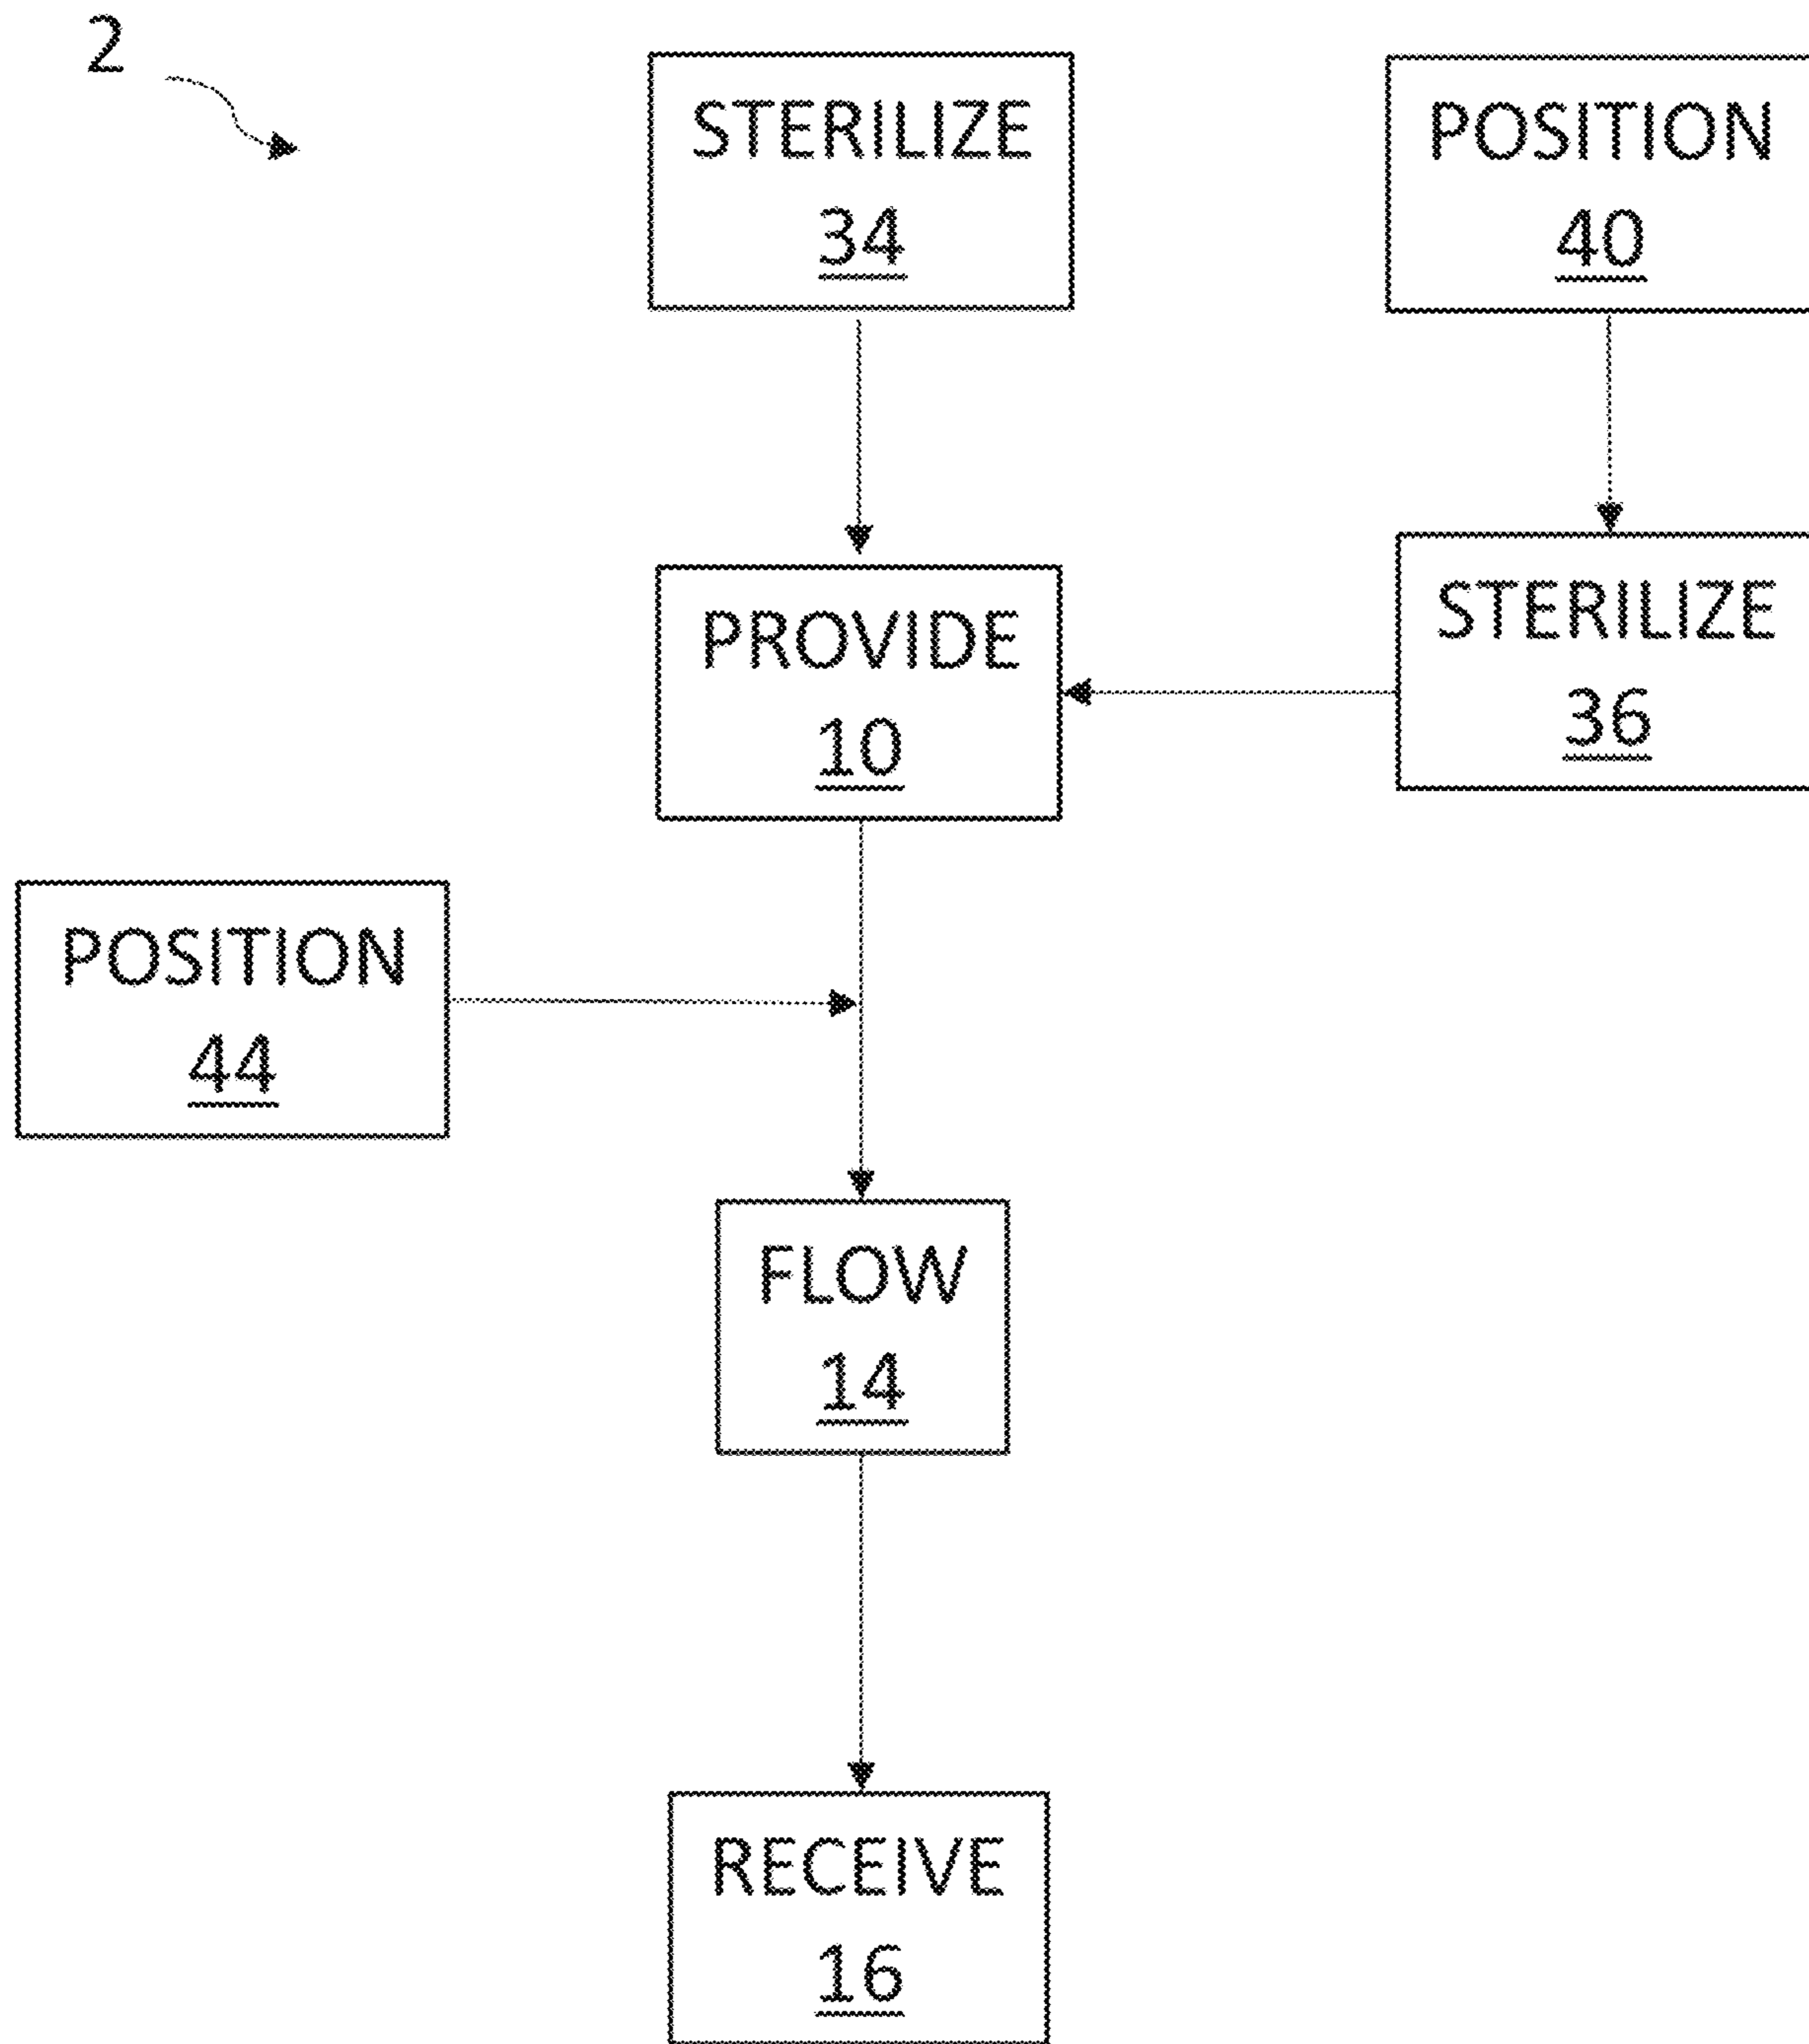 2
STERILIZE
34
POSITION
40
PROVIDE
10
STERILIZE
36
POSITION
44
FLOW
14
RECEIVE
16